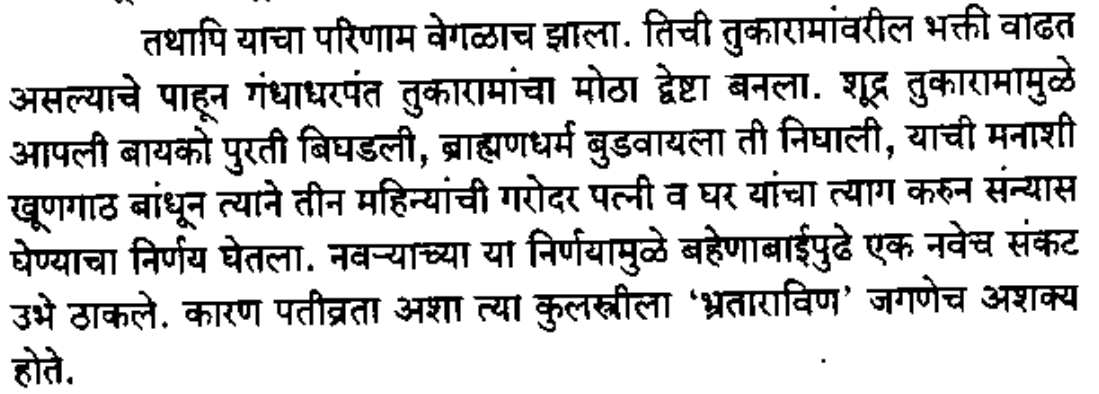 तथापि याचा परिणाम वेगळाच झाला. तिची तुकारामांवरील भक्ती वाढत
असल्याचे पाहून गंधाधरपंत तुकारामांचा मोठा द्वेष्टा बनला. शूद्र तुकारामामुळे
आपली बायको पुरती बिघडली, ब्राह्मणधर्म बुडवायला ती निघाली, याची मनाशी
खूणगाठ बांधून त्याने तीन महिन्यांची गरोदर पत्नी व घर यांचा त्याग करुन संन्यास
घेण्याचा निर्णय घेतला. नवऱ्याच्या या निर्णयामुळे बहेणाबाईपुढे एक नवेच संकट
उभे ठाकले. कारण पतीव्रता अशा त्या कुलस्त्रीला ‘भ्रताराविण’ जगणेच अशक्य
होते.